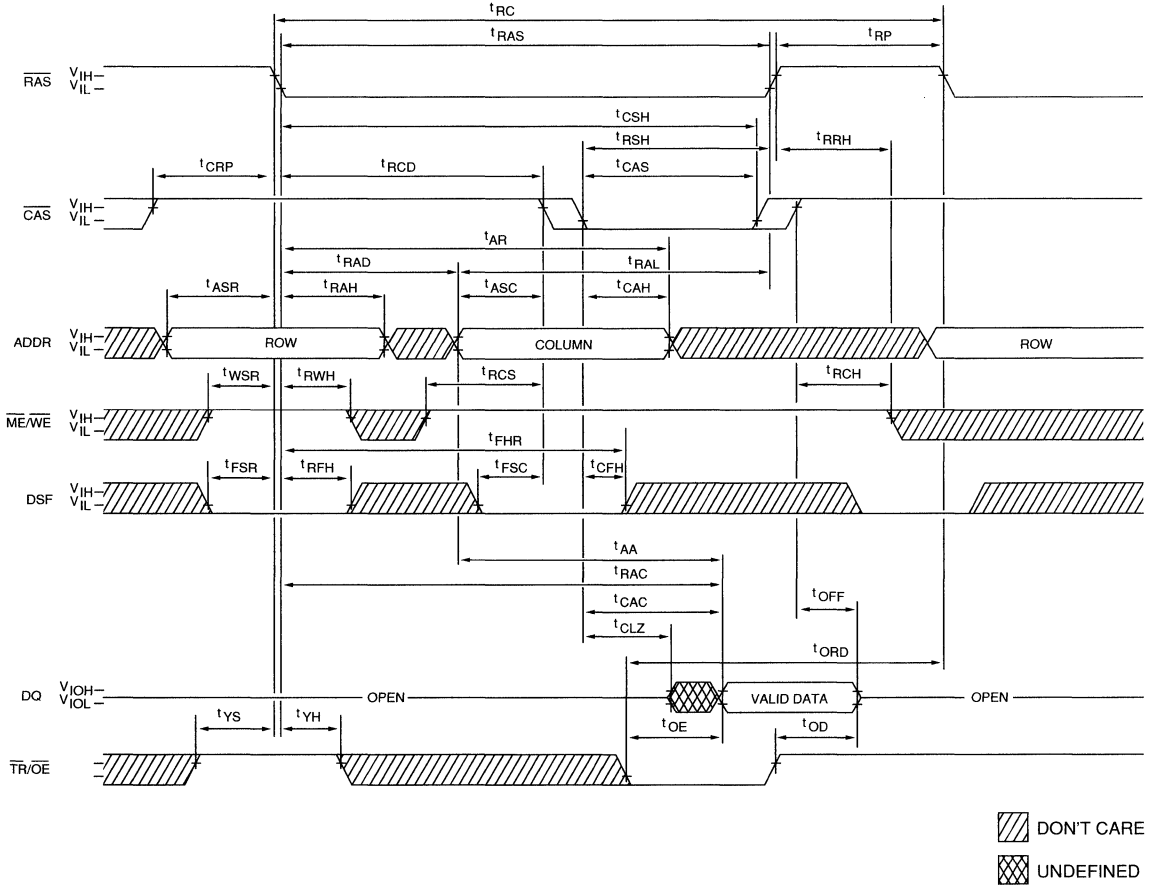 tRC
tRAS
tRP
RAS
VIH
VIL
tCSH
tRSH
tRRH
tCRP
tRCD
tCAS
CAS
VIH
VIL
tAR
tRAD
tRAL
tASR
tRAH
tASC
tCAH
ADDR
VIH
VIL
ROW
COLUMN
ROW
tWSR
tRWH
tRCS
tRCH
ME/WE
VIH
VIL
tFHR
tFSR
tRFH
tFSC
tCFH
DSF
VIH
VIL
tAA
tRAC
tCAC
tOFF
tCLZ
tORD
DQ
VIOH
VIOL
OPEN
VALID DATA
OPEN
tYS
tYH
tOE
tOD
TR/OE
DON'T CARE
UNDEFINED